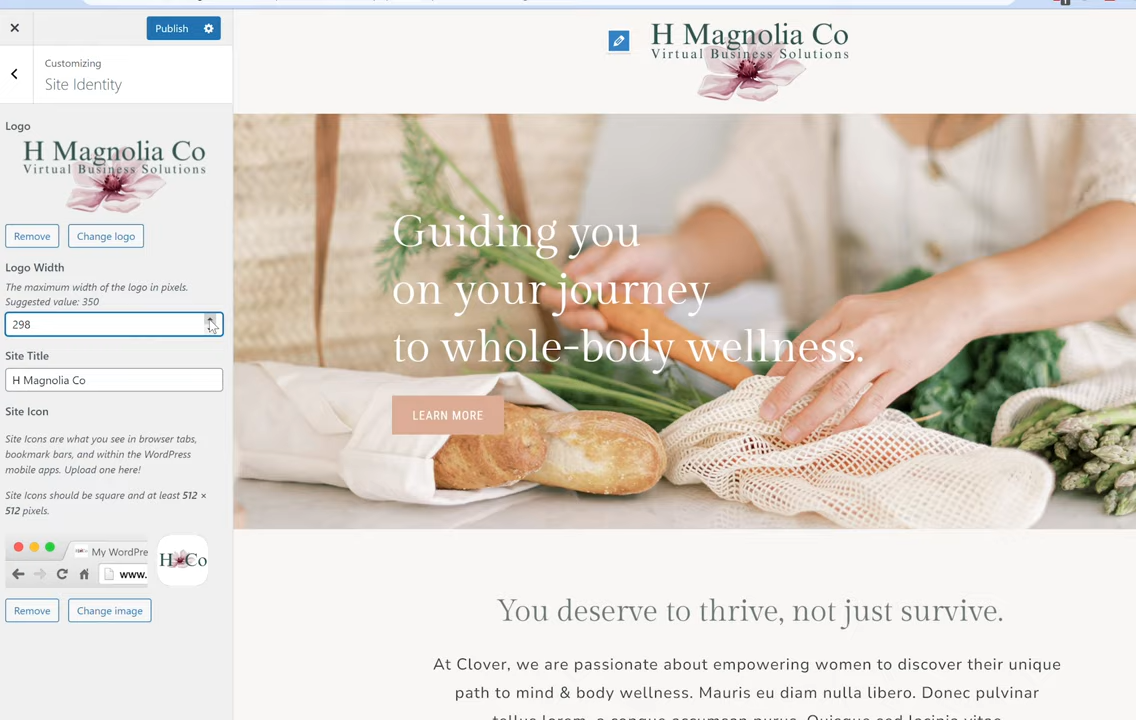 Publish
Customizing
Site Identity
Logo
H Magnolia Co
Virtual Business Solutions
Remove
Change logo
Logo Width
The maximum width of the logo in pixels.
Suggested value: 350
298
Site Title
H Magnolia Co
Site Icon
Site Icons are what you see in browser tabs,
bookmark bars, and within the WordPress
mobile apps. Upload one here!
Site Icons should be square and at least 512 ×
512 pixels.
My WordPre
www.
H Co
Remove
Change image
H Magnolia Co
Virtual Business Solutions
Guiding you
on your journey
to whole-body wellness.
LEARN MORE
You deserve to thrive, not just survive.
At Clover, we are passionate about empowering women to discover their unique
path to mind & body wellness. Mauris eu diam nulla libero. Donec pulvinar